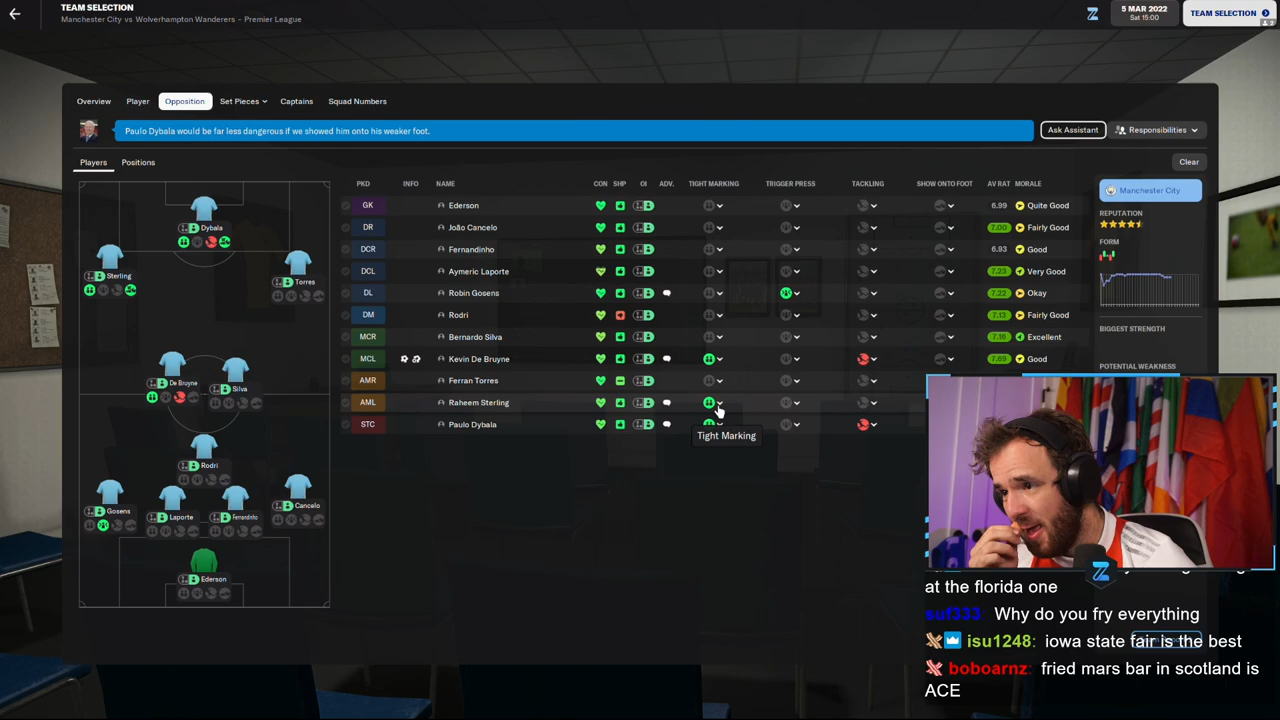 TEAM SELECTION
Manchester City vs Wolverhampton Wanderers - Premier League
5 MAR 2022
Sat 15:00
TEAM SELECTION
Overview
Player
Opposition
Set Pieces
Captains
Squad Numbers
Paulo Dybala would be far less dangerous if we showed him onto his weaker foot.
Ask Assistant
Responsibilities
Players
Positions
Clear
Dybala
Sterling
Torres
De Bruyne
Silva
Rodri
Gosens
Laporte
Fernandinho
Cancelo
Ederson
PKD INFO NAME CON SHP OI ADV. TIGHT MARKING TRIGGER PRESS TACKLING SHOW ONTO FOOT AV RAT MORALE
GK Ederson 6.99 Quite Good
DR João Cancelo 7.00 Fairly Good
DCR Fernandinho 6.93 Good
DCL Aymeric Laporte 7.23 Very Good
DL Robin Gosens 7.22 Okay
DM Rodri 7.13 Fairly Good
MCR Bernardo Silva 7.16 Excellent
MCL Kevin De Bruyne 7.69 Good
AMR Ferran Torres
AML Raheem Sterling
STC Paulo Dybala
Tight Marking
Manchester City
REPUTATION
FORM
BIGGEST STRENGTH
POTENTIAL WEAKNESS
at the florida one
suf333: Why do you fry everything
isu1248: iowa state fair is the best
boboarnz: fried mars bar in scotland is
ACE